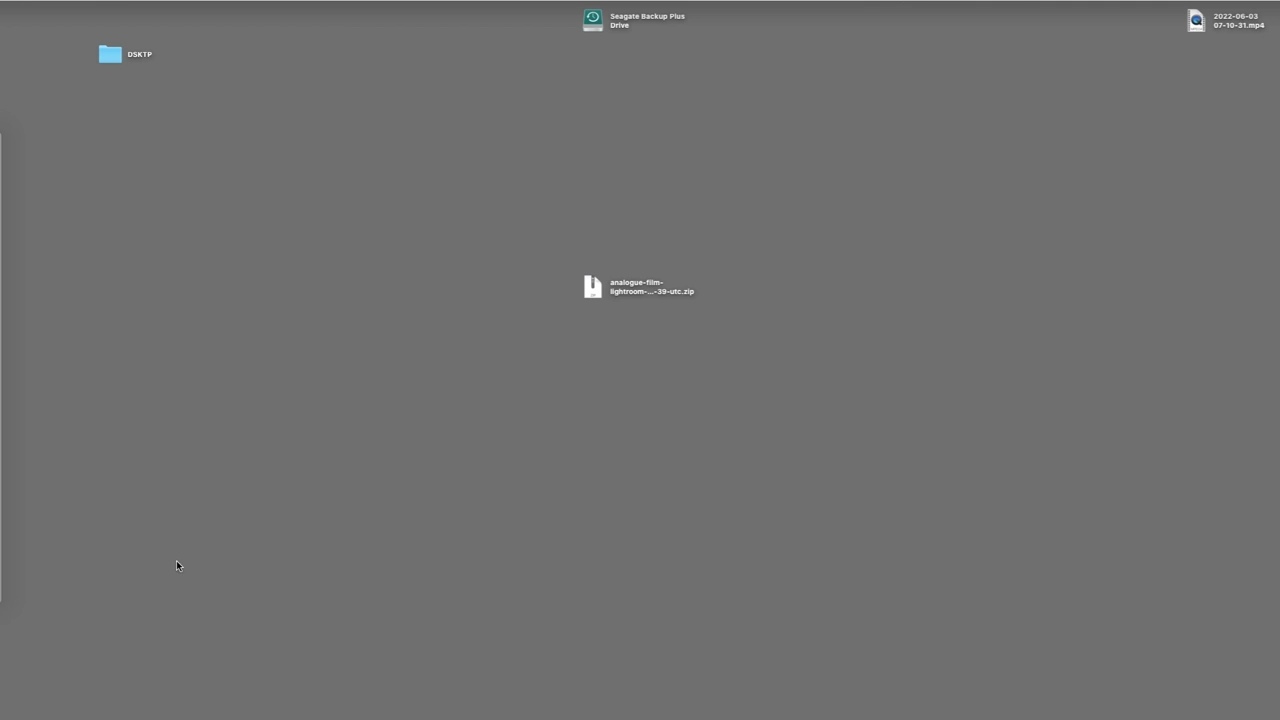 Seagate Backup Plus
Drive
2022-06-03
07-10-31.mp4
DSKTP
analogue-film-
lightroom-...-39-utc.zip